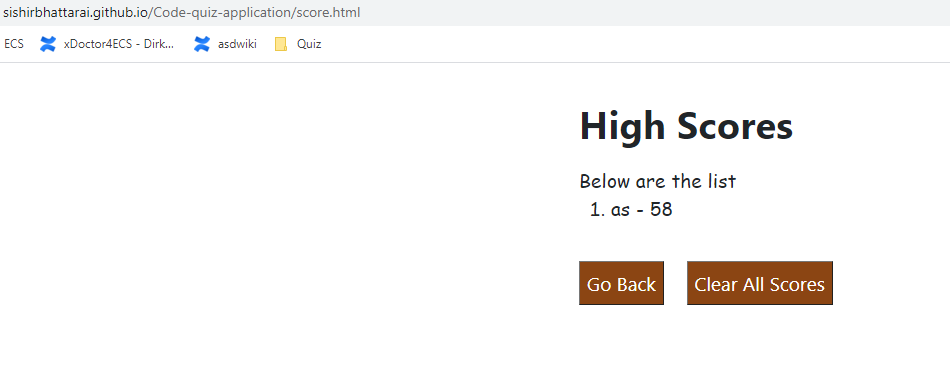 sishirbhattarai.github.io/Code-quiz-application/score.html
ECS xDoctor4ECS - Dirk... asdwiki Quiz
High Scores
Below are the list
1. as - 58
Go Back Clear All Scores